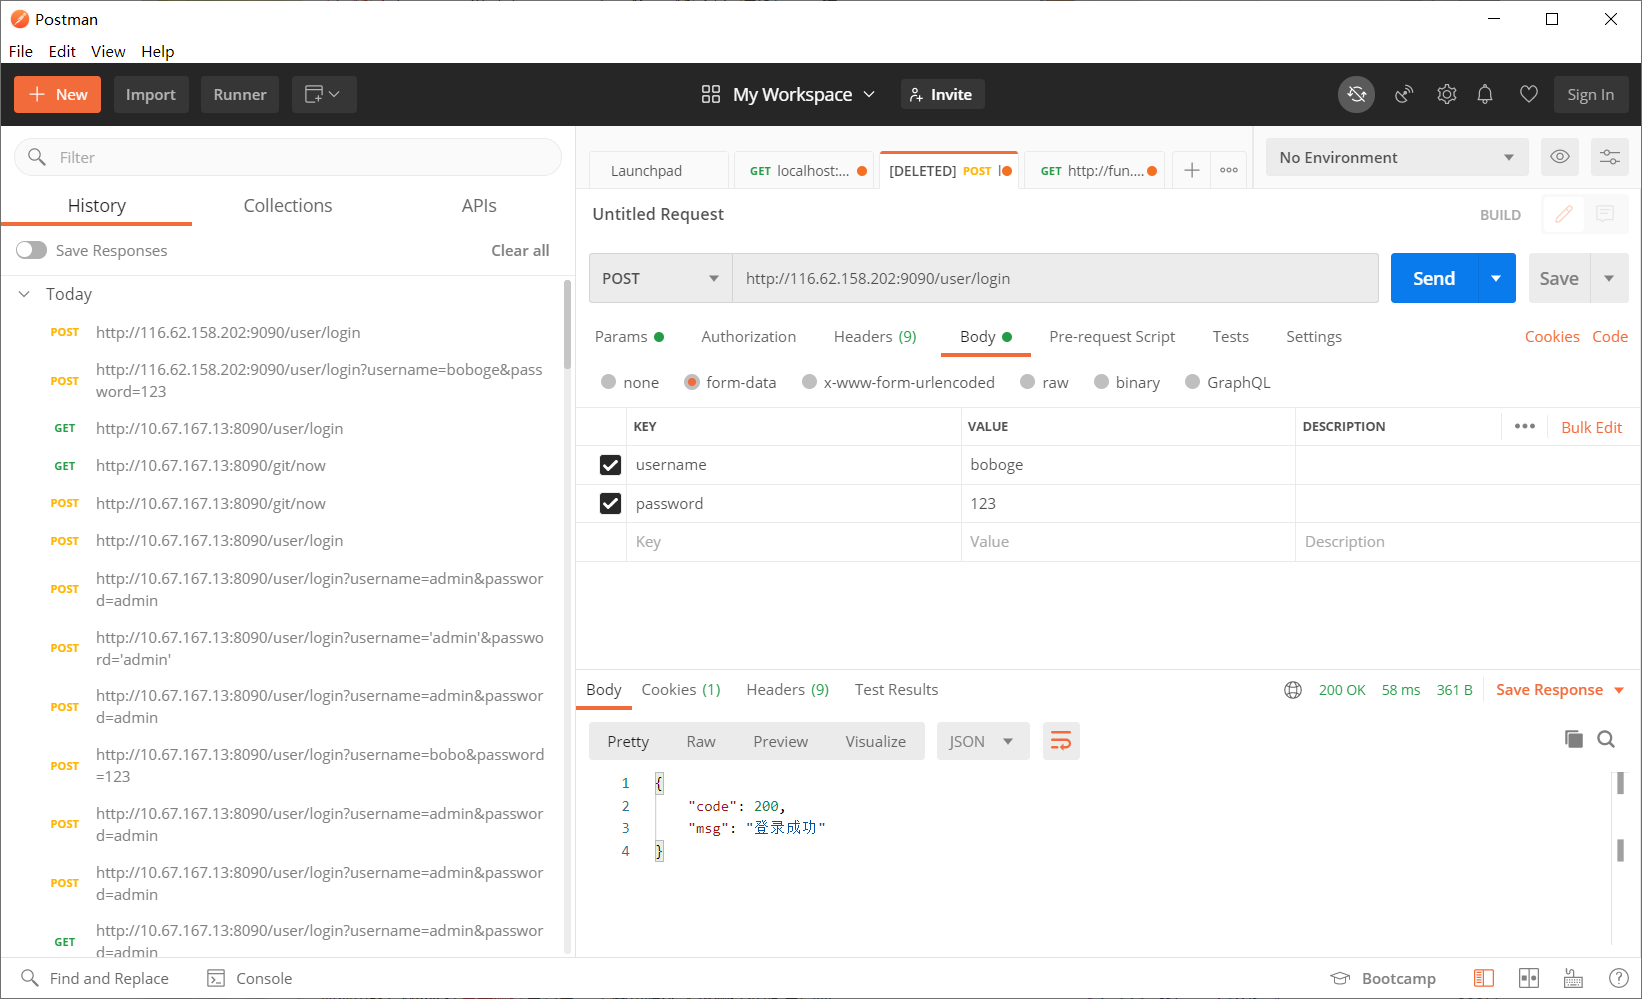 Postman
File Edit View Help
New Import Runner My Workspace Invite Sign In
Filter
History Collections APIs
Save Responses Clear all
Today
POST http://116.62.158.202:9090/user/login
POST http://116.62.158.202:9090/user/login?username=boboge&pass
word=123
GET http://10.67.167.13:8090/user/login
GET http://10.67.167.13:8090/git/now
POST http://10.67.167.13:8090/git/now
POST http://10.67.167.13:8090/user/login
POST http://10.67.167.13:8090/user/login?username=admin&passwor
d=admin
POST http://10.67.167.13:8090/user/login?username='admin'&passwo
rd='admin'
POST http://10.67.167.13:8090/user/login?username=admin&passwor
d=admin
POST http://10.67.167.13:8090/user/login?username=bobo&password
=123
POST http://10.67.167.13:8090/user/login?username=admin&passwor
d=admin
POST http://10.67.167.13:8090/user/login?username=admin&passwor
d=admin
GET http://10.67.167.13:8090/user/login?username=admin&passwor
d=admin
Launchpad GET localhost:... [DELETED] POST l GET http://fun.... No Environment
Untitled Request BUILD
POST http://116.62.158.202:9090/user/login Send Save
Params Authorization Headers (9) Body Pre-request Script Tests Settings Cookies Code
none form-data x-www-form-urlencoded raw binary GraphQL
KEY VALUE DESCRIPTION Bulk Edit
username boboge
password 123
Key Value Description
Body Cookies (1) Headers (9) Test Results 200 OK 58 ms 361 B Save Response
Pretty Raw Preview Visualize JSON
1 {
2 "code": 200,
3 "msg": "登录成功"
4 }
Find and Replace Console Bootcamp